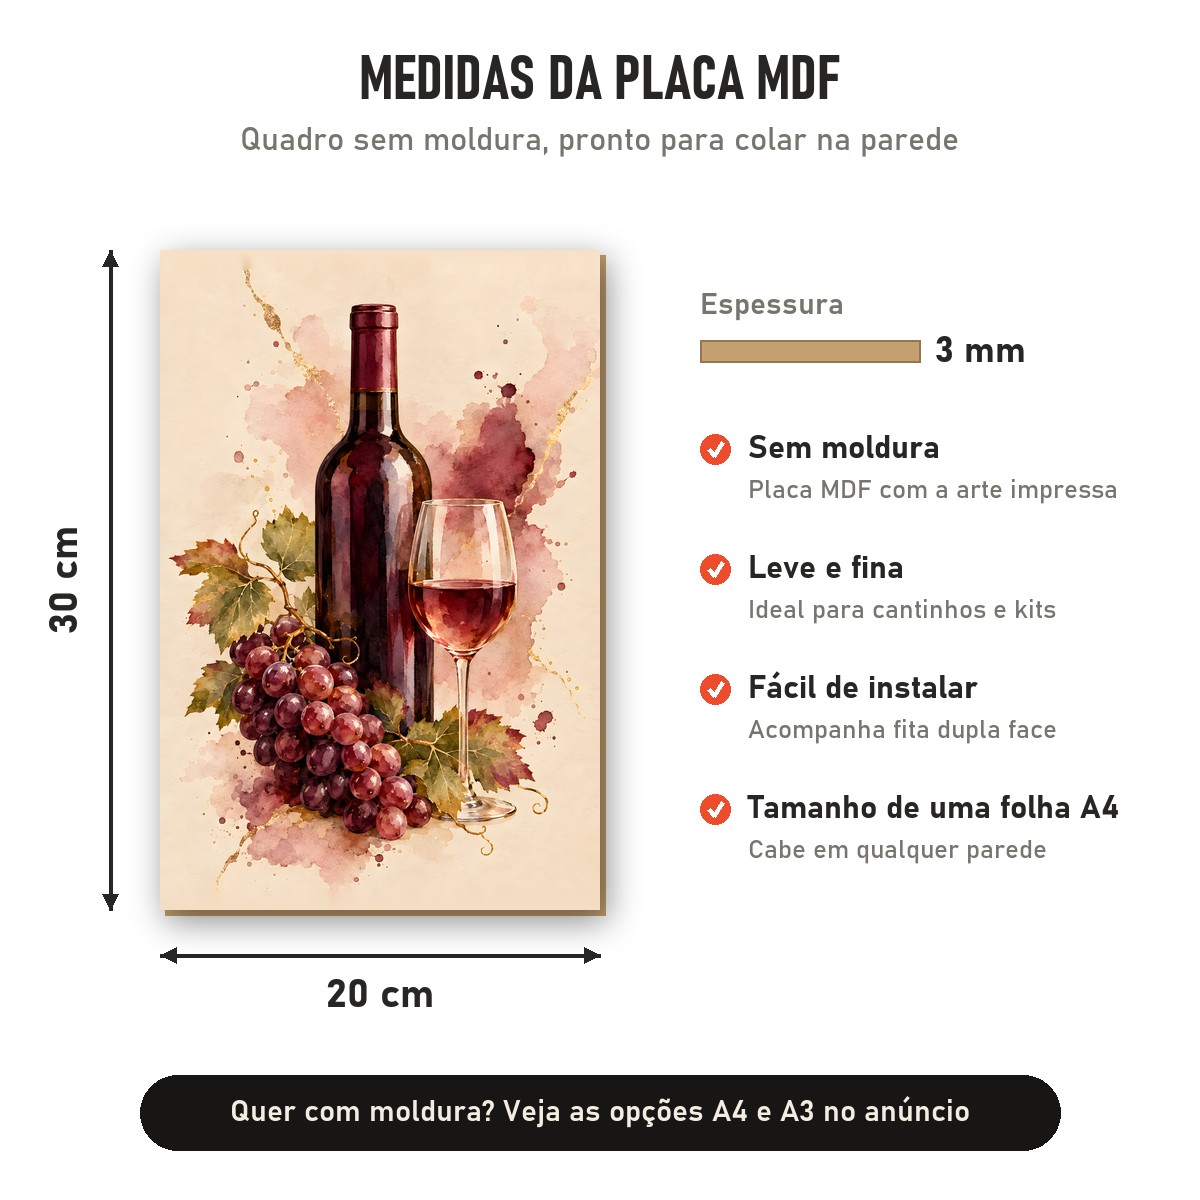 MEDIDAS DA PLACA MDF
Quadro sem moldura, pronto para colar na parede
30 cm
20 cm
Espessura
3 mm
Sem moldura
Placa MDF com a arte impressa
Leve e fina
Ideal para cantinhos e kits
Fácil de instalar
Acompanha fita dupla face
Tamanho de uma folha A4
Cabe em qualquer parede
Quer com moldura? Veja as opções A4 e A3 no anúncio